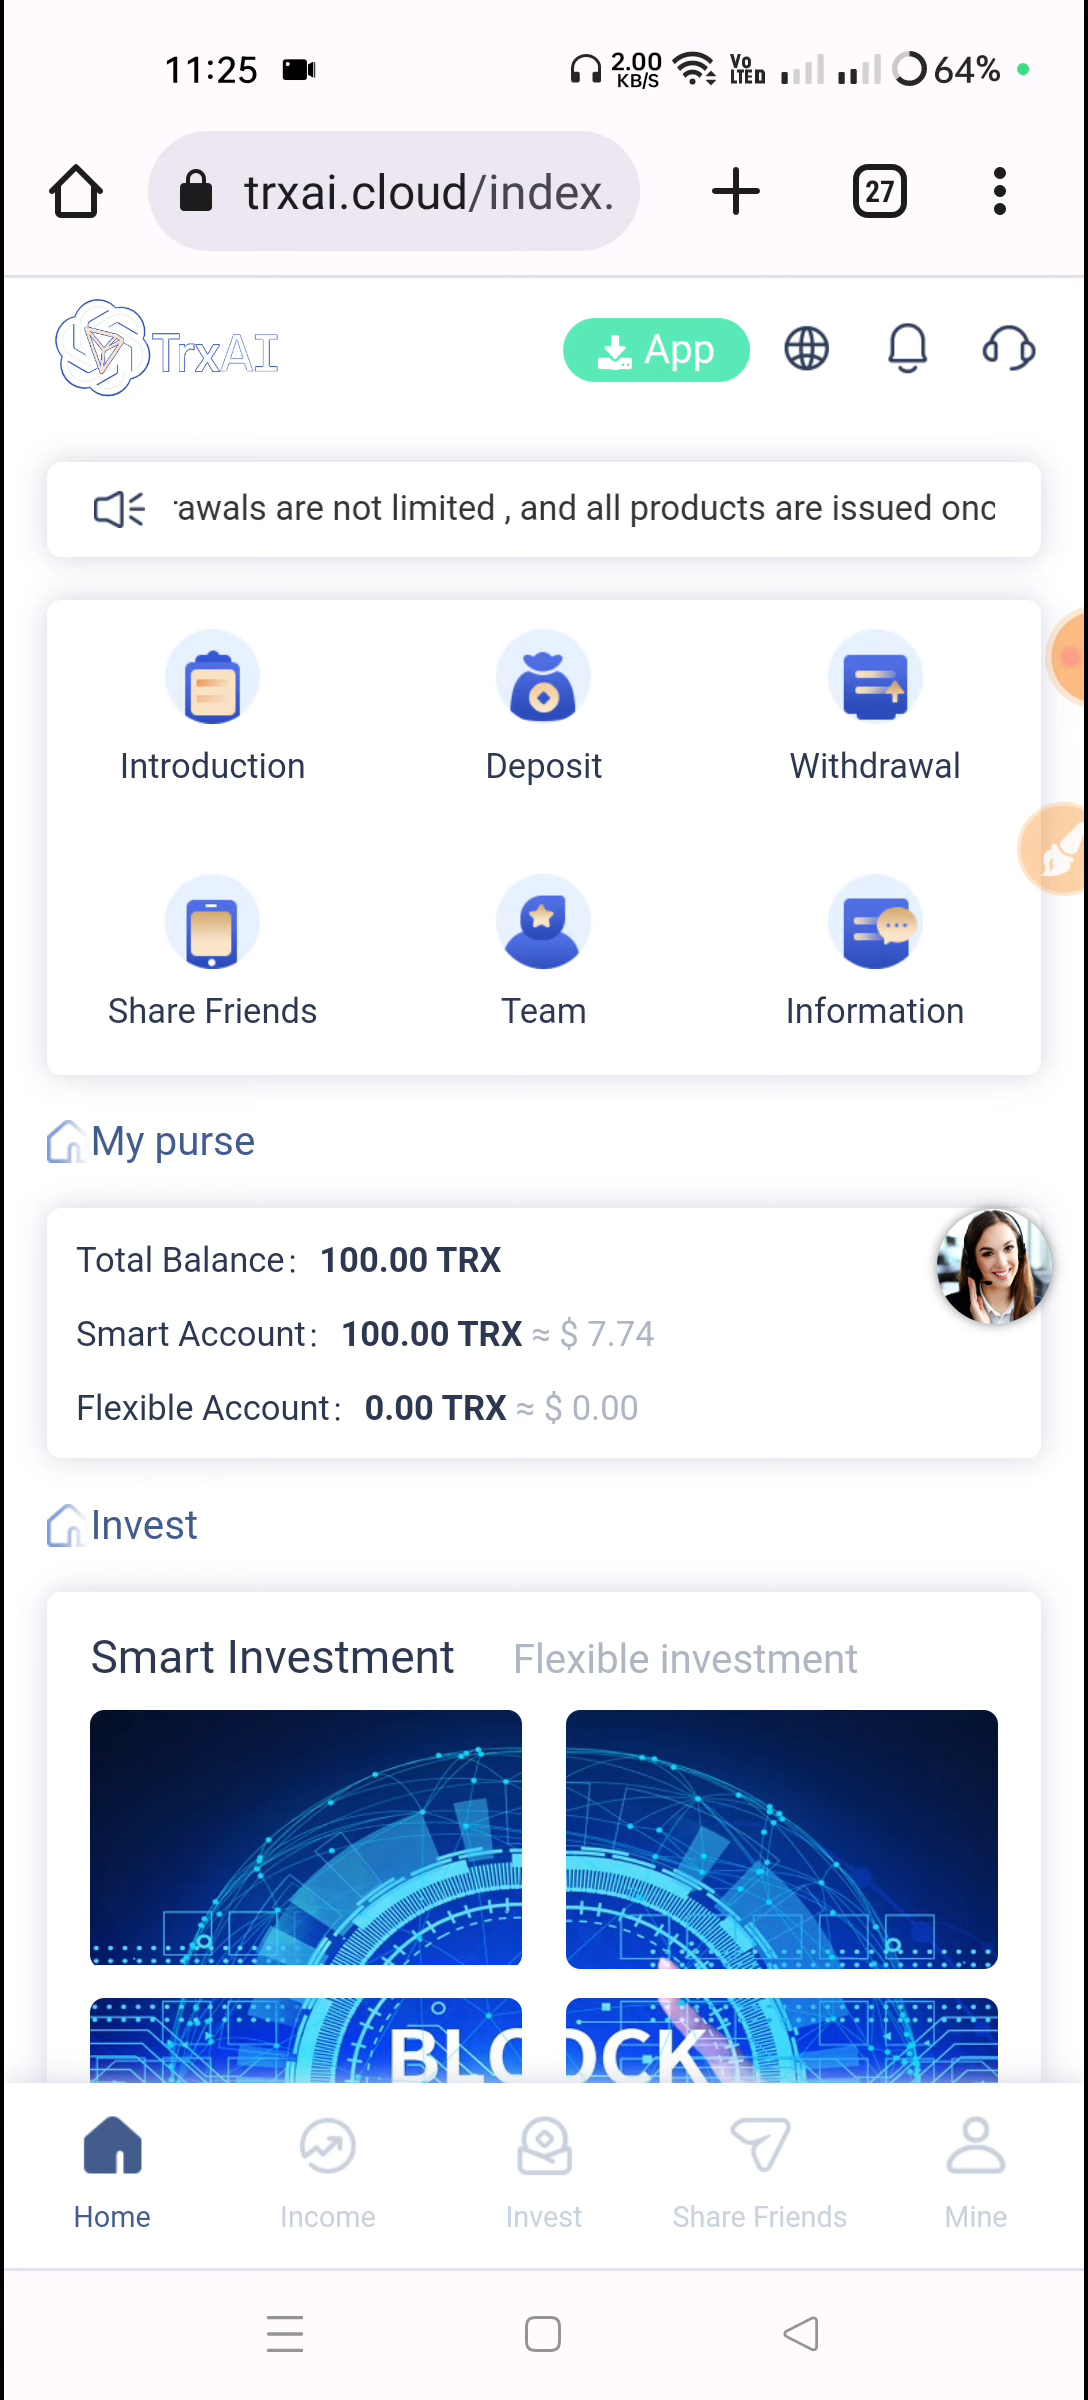 11:25
2.00 KB/S
Vo LTE
64%
trxai.cloud/index.
27
TrxAI
App
awals are not limited , and all products are issued onc
Introduction
Deposit
Withdrawal
Share Friends
Team
Information
My purse
Total Balance: 100.00 TRX
Smart Account: 100.00 TRX ≈ $ 7.74
Flexible Account: 0.00 TRX ≈ $ 0.00
Invest
Smart Investment
Flexible investment
BLOCK
Home
Income
Invest
Share Friends
Mine